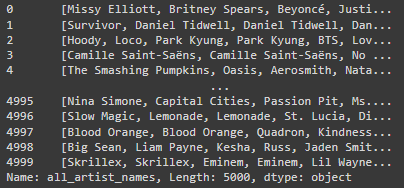 0 [Missy Elliott, Britney Spears, Beyoncé, Justi...
1 [Survivor, Daniel Tidwell, Daniel Tidwell, Dan...
2 [Hoody, Loco, Park Kyung, Park Kyung, BTS, Lov...
3 [Camille Saint-Saëns, Camille Saint-Saëns, No ...
4 [The Smashing Pumpkins, Oasis, Aerosmith, Nata...
...
4995 [Nina Simone, Capital Cities, Passion Pit, Ms....
4996 [Slow Magic, Lemonade, Lemonade, St. Lucia, Di...
4997 [Blood Orange, Blood Orange, Quadron, Kindness...
4998 [Big Sean, Liam Payne, Kesha, Russ, Jaden Smit...
4999 [Skrillex, Skrillex, Eminem, Eminem, Lil Wayne...
Name: all_artist_names, Length: 5000, dtype: object